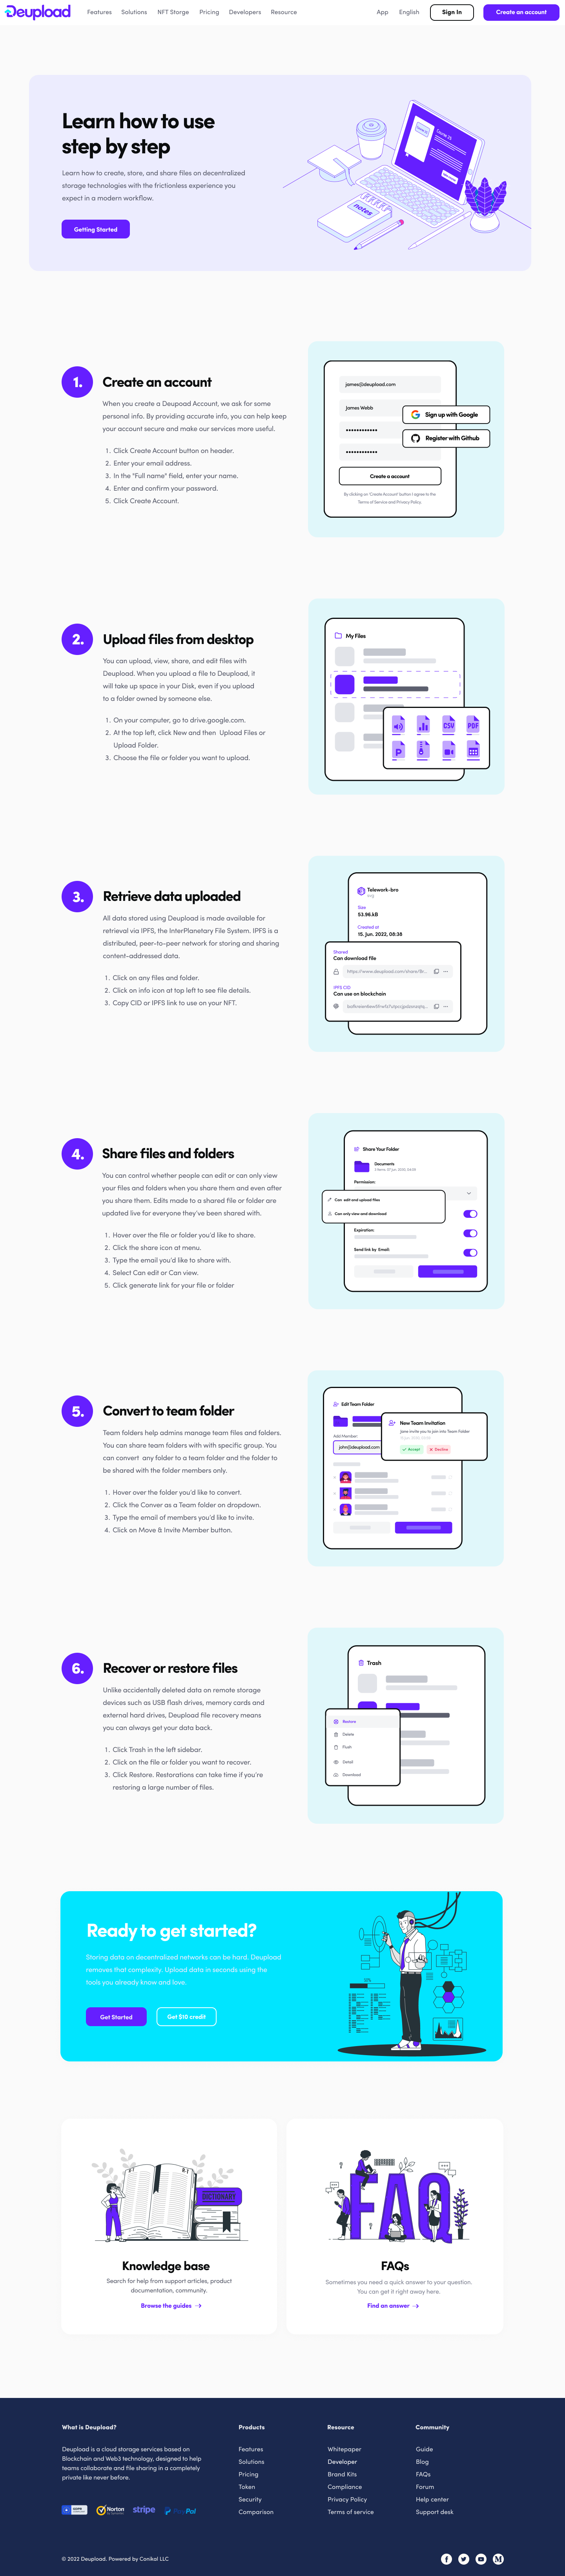 Deupload
Features Solutions NFT Storge Pricing Developers Resource
App English Sign In Create an account
Learn how to use
step by step
Learn how to create, store, and share files on decentralized
storage technologies with the frictionless experience you
expect in a modern workflow.
Getting Started
notes
1.
Create an account
When you create a Deupoad Account, we ask for some
personal info. By providing accurate info, you can help keep
your account secure and make our services more useful.
1. Click Create Account button on header.
2. Enter your email address.
3. In the "Full name" field, enter your name.
4. Enter and confirm your password.
5. Click Create Account.
james@deupload.com
James Webb
Sign up with Google
Register with Github
Create a account
By clicking on 'Create Account' button I agree to the
Terms of Service and Privacy Policy.
2.
Upload files from desktop
You can upload, view, share, and edit files with
Deupload. When you upload a file to Deupload, it
will take up space in your Disk, even if you upload
to a folder owned by someone else.
1. On your computer, go to drive.google.com.
2. At the top left, click New and then Upload Files or
Upload Folder.
3. Choose the file or folder you want to upload.
My Files
CSV
PDF
P
3.
Retrieve data uploaded
All data stored using Deupload is made available for
retrieval via IPFS, the InterPlanetary File System. IPFS is a
distributed, peer-to-peer network for storing and sharing
content-addressed data.
1. Click on any files and folder.
2. Click on info icon at top left to see file details.
3. Copy CID or IPFS link to use on your NFT.
Telework-bro
Size
53.96.kB
Created at
15. Jun. 2022, 08:38
Shared
Can download file
https://www.deupload.com/share/Br...
IPFS CID
Can use on blockchain
4.
Share files and folders
You can control whether people can edit or can only view
your files and folders when you share them and even after
you share them. Edits made to a shared file or folder are
updated live for everyone they've been shared with.
1. Hover over the file or folder you'd like to share.
2. Click the share icon at menu.
3. Type the email you'd like to share with.
4. Select Can edit or Can view.
5. Click generate link for your file or folder
Share Your Folder
Documents
Permission:
Can edit and upload files
Can only view and download
Expiration:
Send link by Email:
5.
Convert to team folder
Team folders help admins manage team files and folders.
You can share team folders with with specific group. You
can convert any folder to a team folder and the folder to
be shared with the folder members only.
1. Hover over the folder you'd like to convert.
2. Click the Conver as a Team folder on dropdown.
3. Type the email of members you'd like to invite.
4. Click on Move & Invite Member button.
Edit Team Folder
Add Member:
john@deupload.com
New Team Invitation
Jane invite you to join into Team Folder
Accept Decline
6.
Recover or restore files
Unlike accidentally deleted data on remote storage
devices such as USB flash drives, memory cards and
external hard drives, Deupload file recovery means
you can always get your data back.
1. Click Trash in the left sidebar.
2. Click on the file or folder you want to recover.
3. Click Restore. Restorations can take time if you're
restoring a large number of files.
Trash
Restore
Delete
Push
Detail
Download
Ready to get started?
Storing data on decentralized networks can be hard. Deupload
removes that complexity. Upload data in seconds using the
tools you already know and love.
Get Started
Get $10 credit
DICTIONARY
Knowledge base
Search for help from support articles, product
documentation, community.
Browse the guides
FAQ
FAQs
Sometimes you need a quick answer to your question.
You can get it right away here.
Find an answer
What is Deupload?
Deupload is a cloud storage services based on
Blockchain and Web3 technology, designed to help
teams collaborate and file sharing in a completely
private like never before.
GDPR Norton stripe PayPal
Products
Features
Solutions
Pricing
Token
Security
Comparison
Resource
Whitepaper
Developer
Brand Kits
Compliance
Privacy Policy
Terms of service
Community
Guide
Blog
FAQs
Forum
Help center
Support desk
© 2022 Deupload. Powered by Conikal LLC